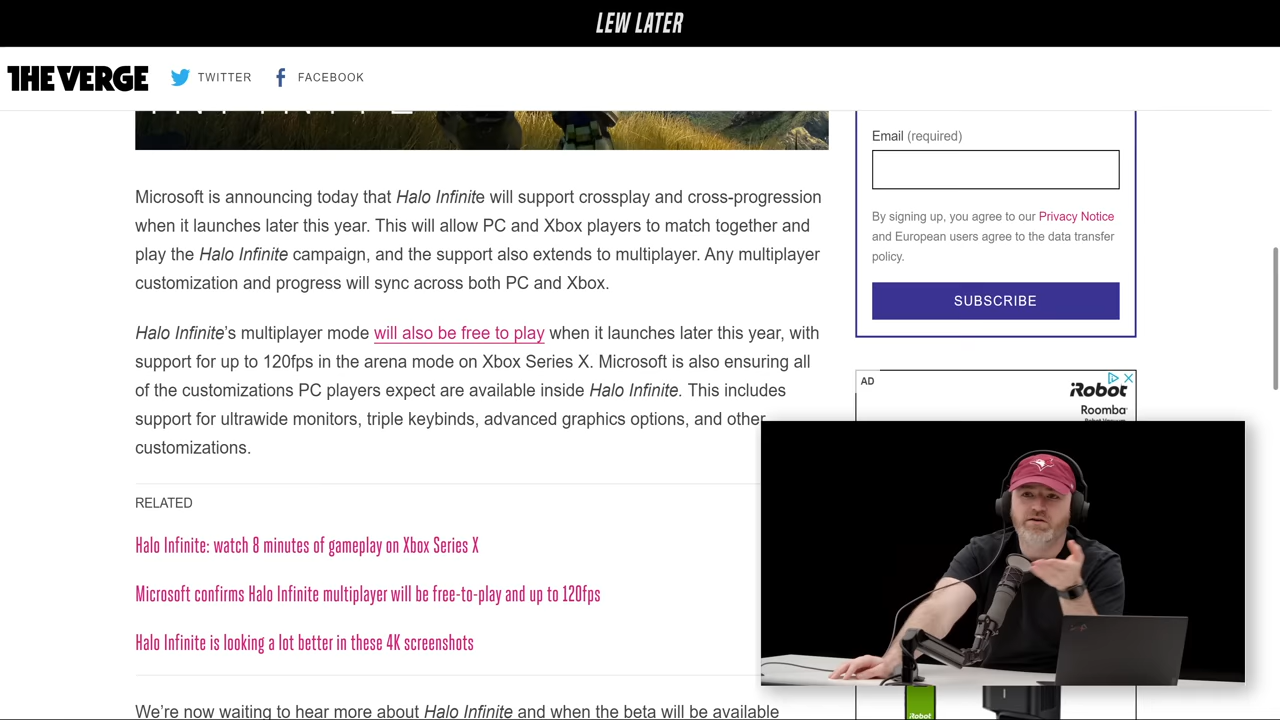 LEW LATER
THE VERGE
TWITTER
FACEBOOK
Microsoft is announcing today that Halo Infinite will support crossplay and cross-progression
when it launches later this year. This will allow PC and Xbox players to match together and
play the Halo Infinite campaign, and the support also extends to multiplayer. Any multiplayer
customization and progress will sync across both PC and Xbox.
Halo Infinite's multiplayer mode will also be free to play when it launches later this year, with
support for up to 120fps in the arena mode on Xbox Series X. Microsoft is also ensuring all
of the customizations PC players expect are available inside Halo Infinite. This includes
support for ultrawide monitors, triple keybinds, advanced graphics options, and other
customizations.
RELATED
Halo Infinite: watch 8 minutes of gameplay on Xbox Series X
Microsoft confirms Halo Infinite multiplayer will be free-to-play and up to 120fps
Halo Infinite is looking a lot better in these 4K screenshots
We're now waiting to hear more about Halo Infinite and when the beta will be available
Email (required)
By signing up, you agree to our Privacy Notice
and European users agree to the data transfer
policy.
SUBSCRIBE
AD
iRobot
Roomba
iRobot